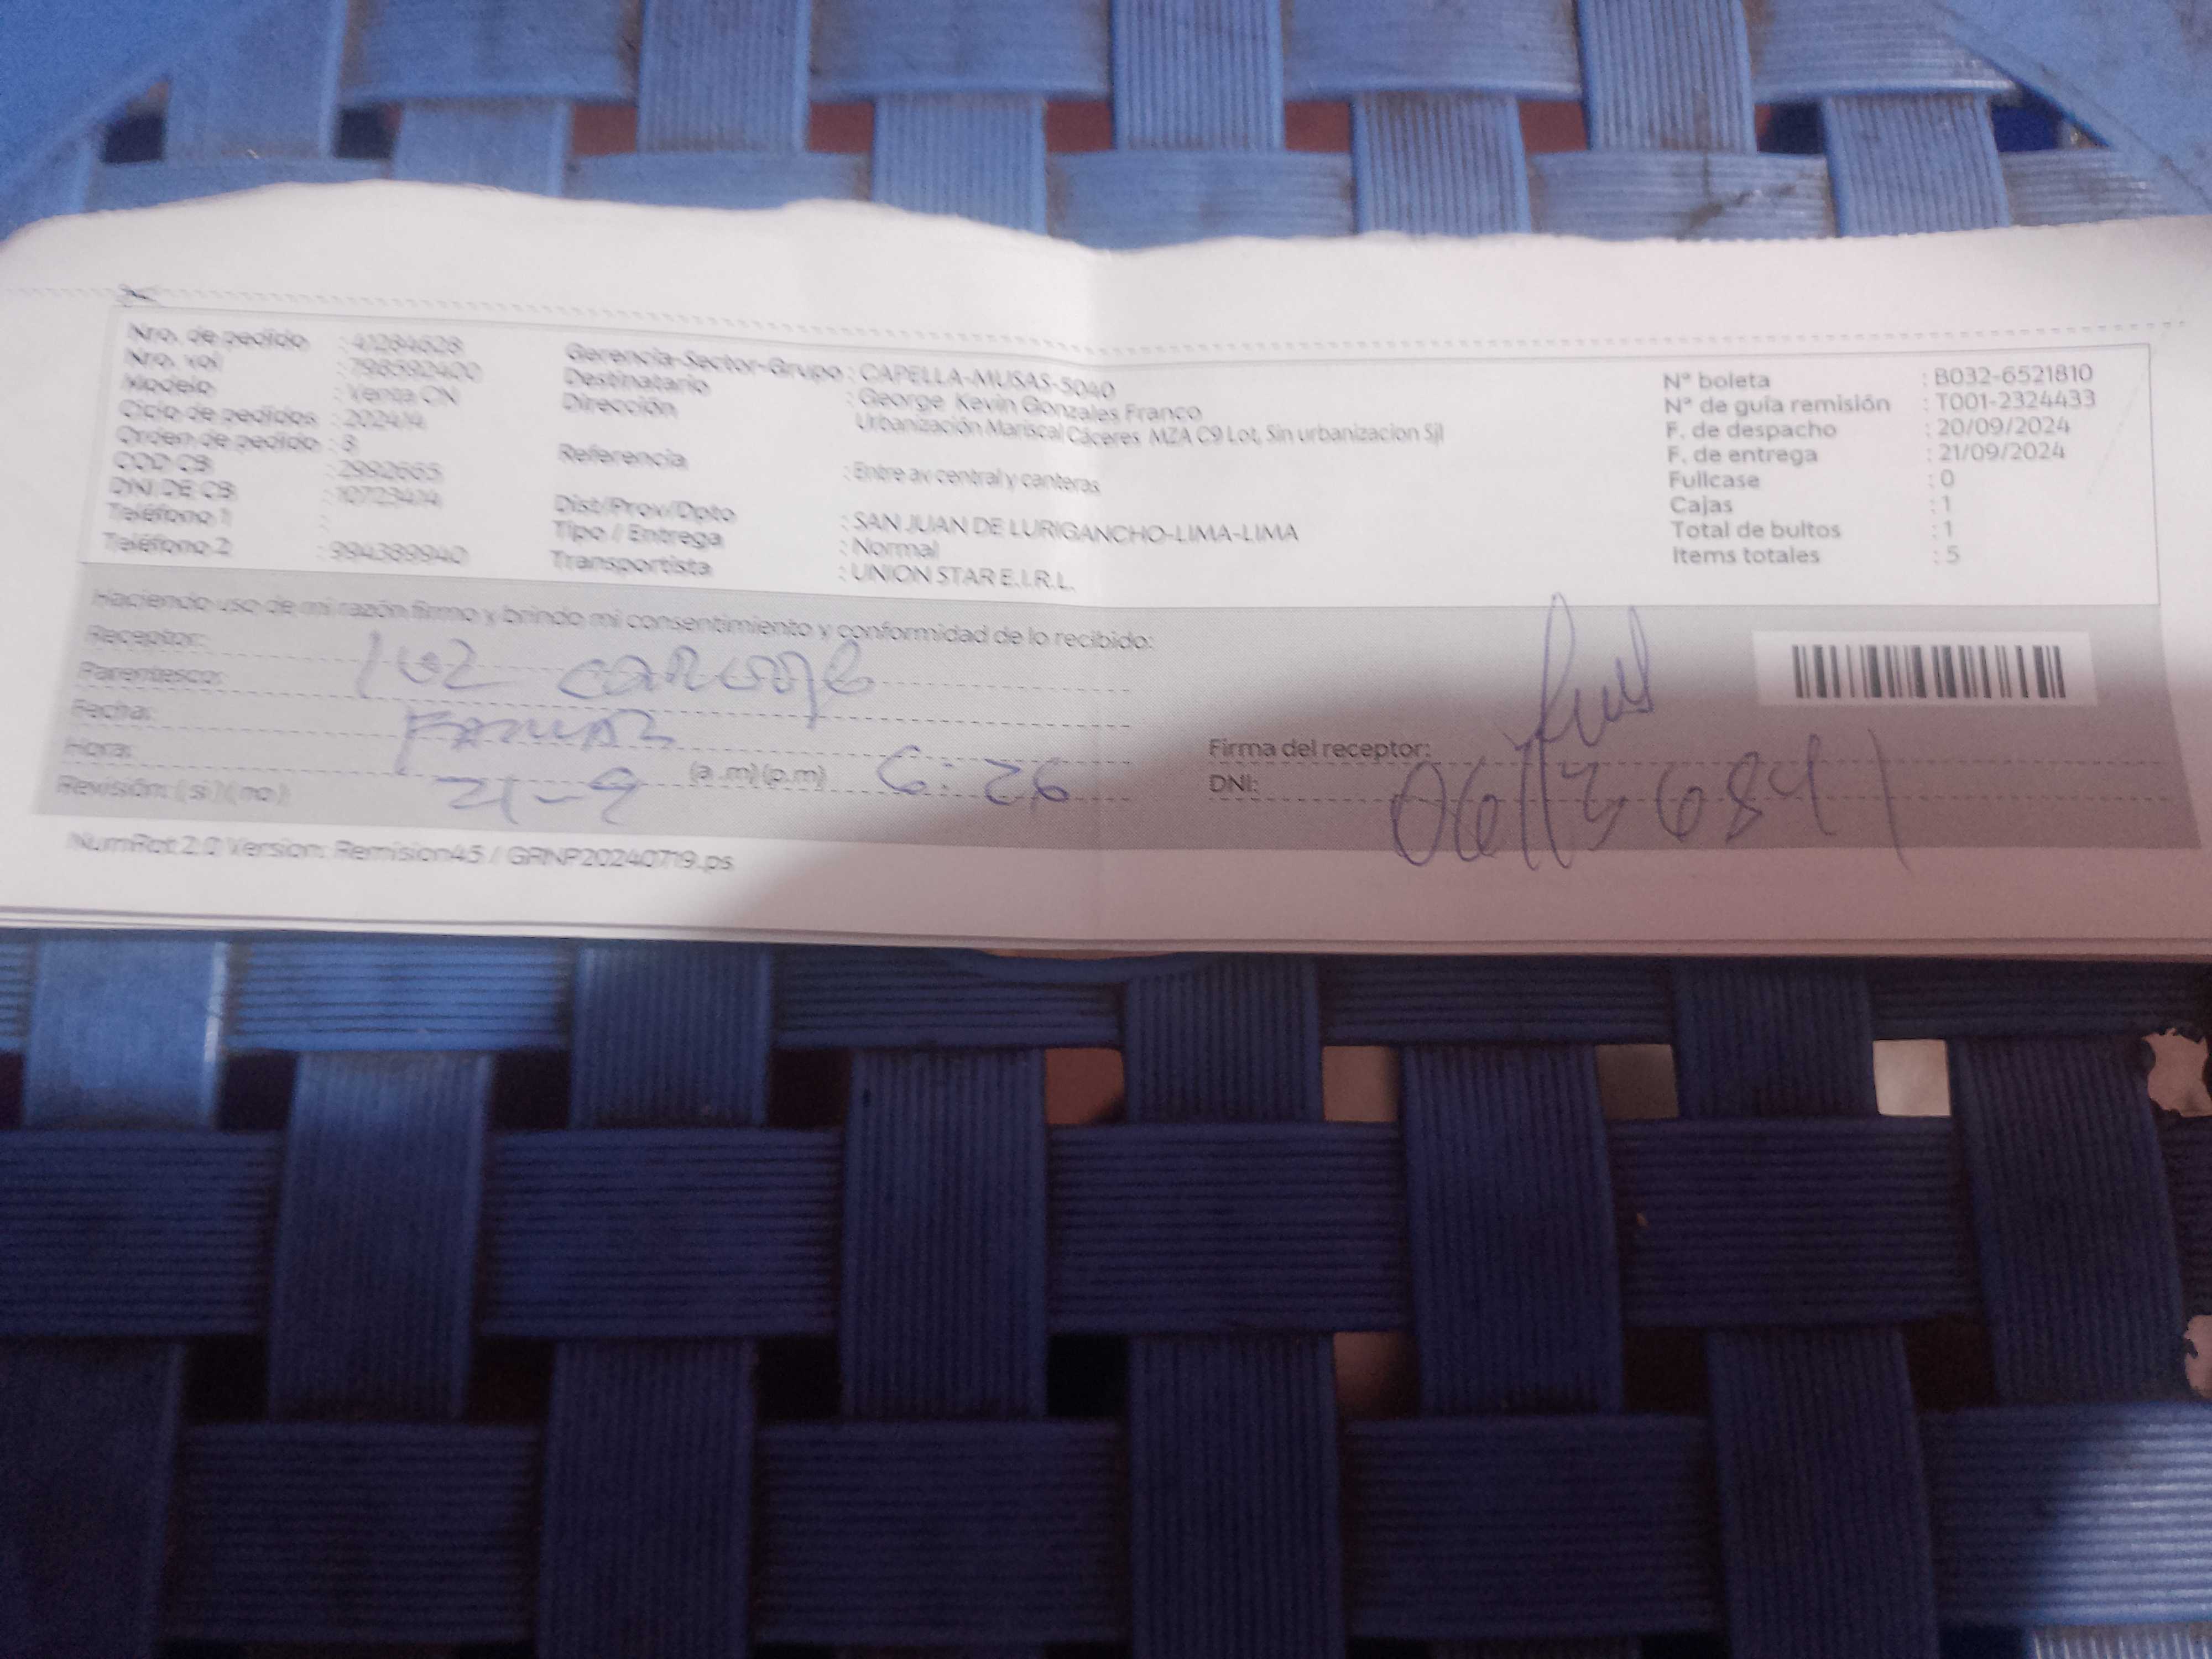 Nro. de pedido : 41284628
Nro. vol : 798592400
Modelo : Venta CN
Ciclo de pedidos : 202414
Orden de pedido : 8
COD CB : 2992665
DNI DE CB : 10723414
Teléfono 1 :
Teléfono 2 : 994389940
Gerencia-Sector-Grupo : CAPELLA-MUSAS-5040
Destinatario : George Kevin Gonzales Franco
Dirección Urbanización Mariscal Cáceres MZA C9 Lot, Sin urbanizacion Sjl
Referencia : Entre av central y canteras
Dist/Prov/Dpto : SAN JUAN DE LURIGANCHO-LIMA-LIMA
Tipo / Entrega : Normal
Transportista : UNION STAR E.I.R.L.
N° boleta : B032-6521810
N° de guía remisión : T001-2324433
F. de despacho : 20/09/2024
F. de entrega : 21/09/2024
Fullcase : 0
Cajas : 1
Total de bultos : 1
Items totales : 5
Haciendo uso de mi razón firmo y brindo mi consentimiento y conformidad de lo recibido:
Receptor: luz
Parentesco:
Fecha: 21-9
Hora: (a .m) (p.m) 6:26
Revisión: ( si ) ( no )
Firma del receptor:
DNI:
NumRot 2.0 Version: Remision45 / GRNP20240719.ps